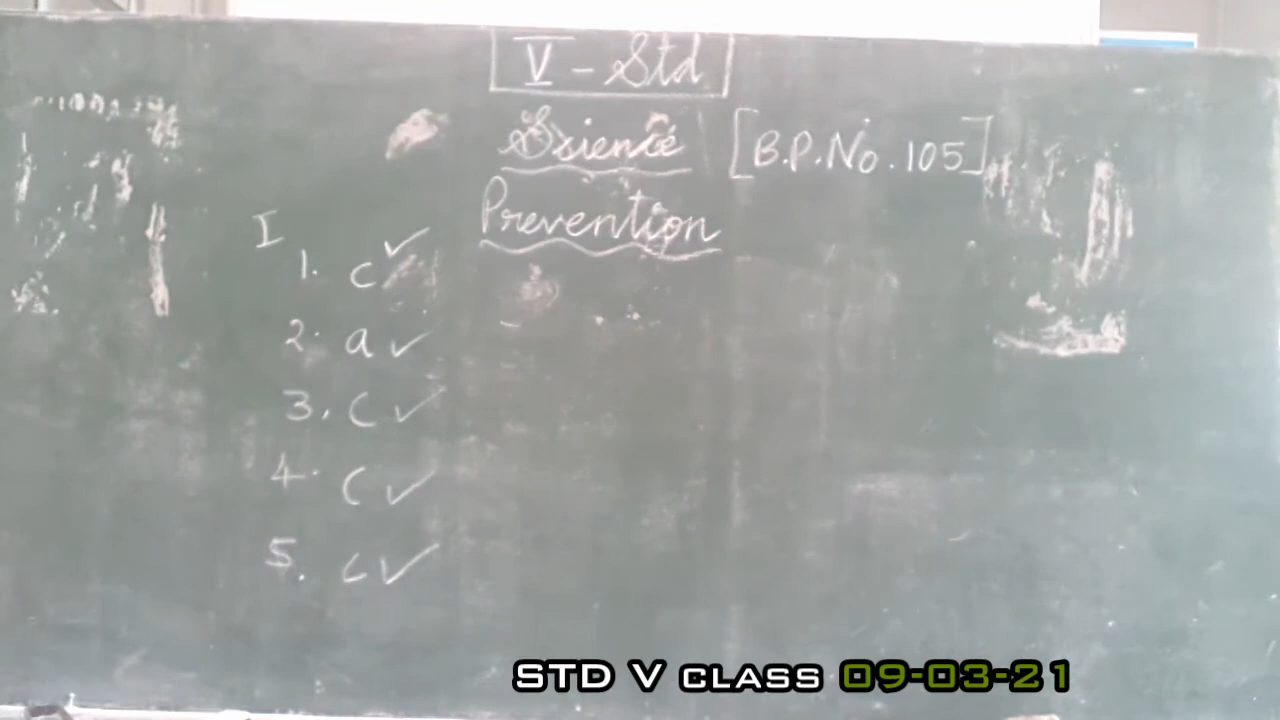 V - Std
Science [B.P.No. 105]
Prevention
I
1. c ✓
2. a ✓
3. c ✓
4. c ✓
5. c ✓
STD V CLASS 09-03-21